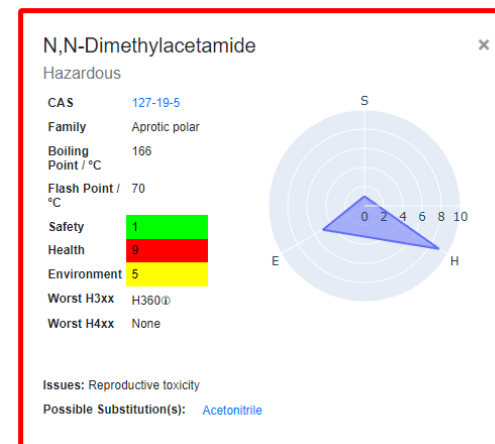 N,N-Dimethylacetamide
×
Hazardous
CAS 127-19-5
Family Aprotic polar
Boiling Point / °C 166
Flash Point / °C 70
Safety 1
Health 9
Environment 5
Worst H3xx H360ⓘ
Worst H4xx None
S
0 2 4 6 8 10
E
H
Issues: Reproductive toxicity
Possible Substitution(s): Acetonitrile